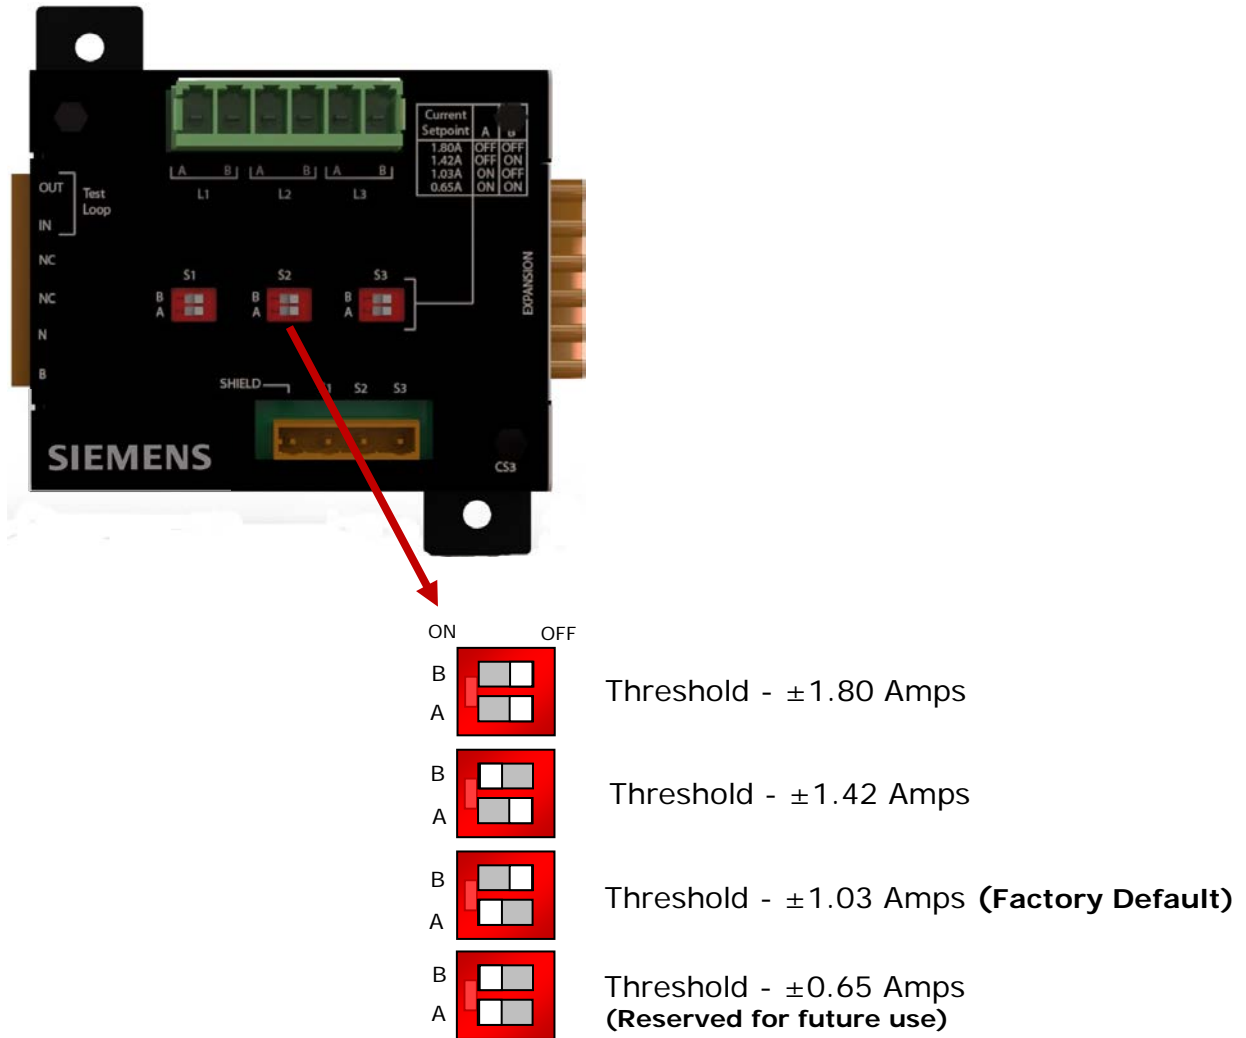 Current
Setpoint A B
1.80A OFF OFF
1.42A OFF ON
1.03A ON OFF
0.65A ON ON
A B A B A B
L1 L2 L3
OUT
Test
Loop
IN
NC
NC
N
B
S1 S2 S3
B B B
A A A
EXPANSION
SHIELD S2 S3
SIEMENS
CS3
ON OFF
B
A
Threshold - ±1.80 Amps
B
A
Threshold - ±1.42 Amps
B
A
Threshold - ±1.03 Amps (Factory Default)
B
A
Threshold - ±0.65 Amps
(Reserved for future use)